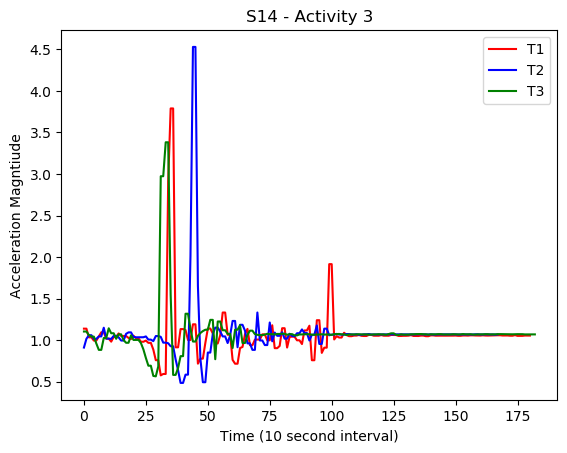 S14 - Activity 3
T1
T2
T3
4.5
4.0
3.5
3.0
2.5
2.0
1.5
1.0
0.5
Acceleration Magntiude
0 25 50 75 100 125 150 175
Time (10 second interval)